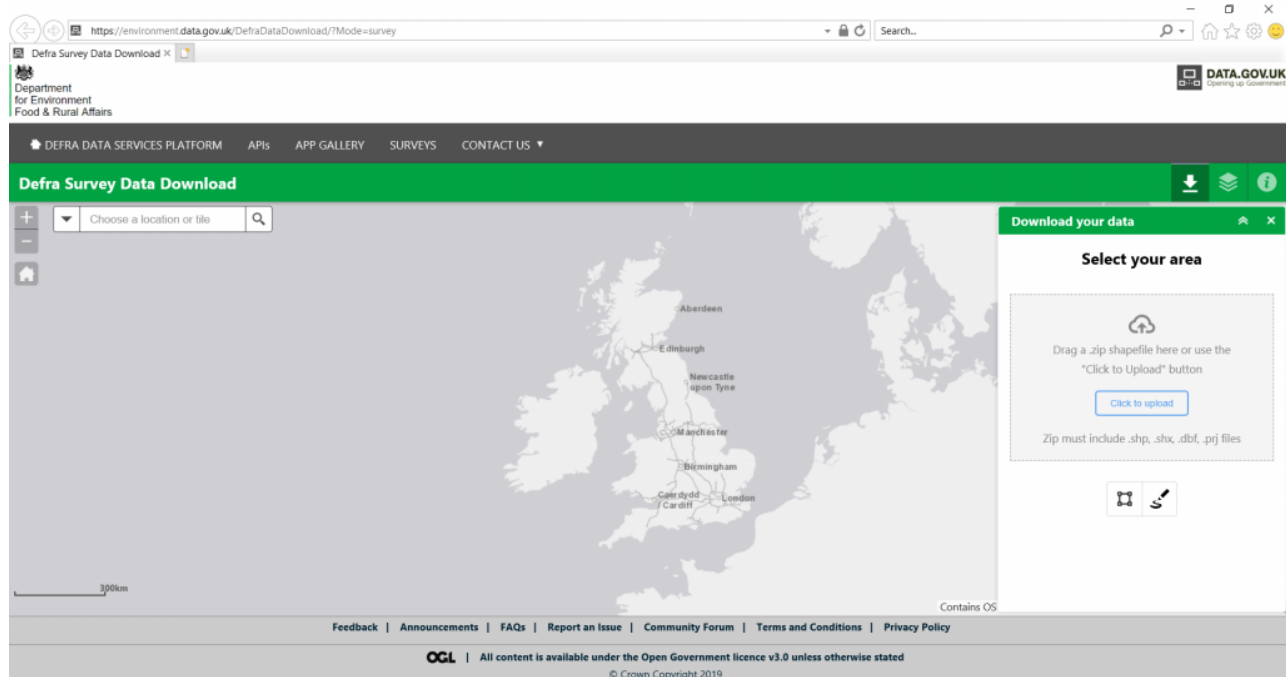 https://environment.data.gov.uk/DefraDataDownload/?Mode=survey
Search...
Defra Survey Data Download
Department
for Environment
Food & Rural Affairs
DATA.GOV.UK
Opening up Government
DEFRA DATA SERVICES PLATFORM APIs APP GALLERY SURVEYS CONTACT US
Defra Survey Data Download
Choose a location or tile
Download your data
Select your area
Drag a .zip shapefile here or use the
"Click to Upload" button
Click to upload
Zip must include .shp, .shx, .dbf, .prj files
Aberdeen
Edinburgh
Newcastle
upon Tyne
Manchester
Birmingham
Caerdydd
/ Cardiff
London
300km
Contains OS
Feedback | Announcements | FAQs | Report an Issue | Community Forum | Terms and Conditions | Privacy Policy
OGL | All content is available under the Open Government licence v3.0 unless otherwise stated
© Crown Copyright 2019